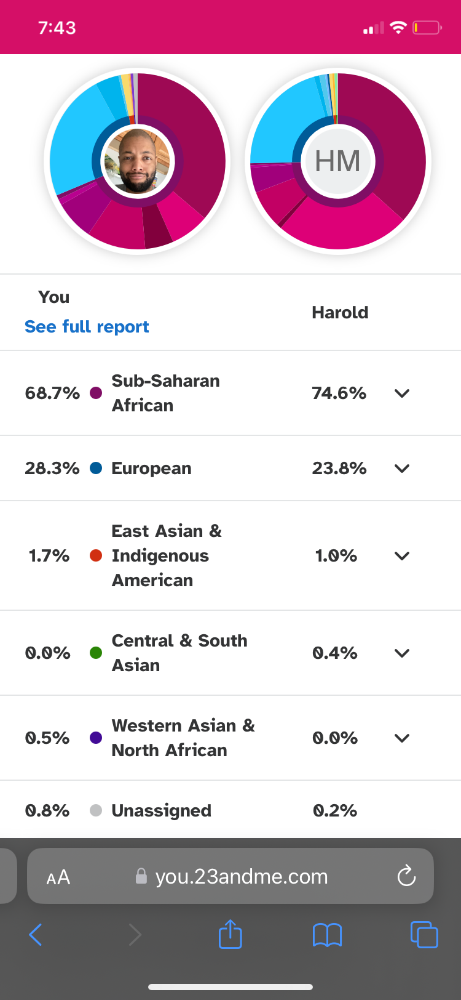 7:43
HM
You
See full report
Harold
68.7%
Sub-Saharan
African
74.6%
28.3%
European
23.8%
1.7%
East Asian &
Indigenous
American
1.0%
0.0%
Central & South
Asian
0.4%
0.5%
Western Asian &
North African
0.0%
0.8%
Unassigned
0.2%
AA
you.23andme.com